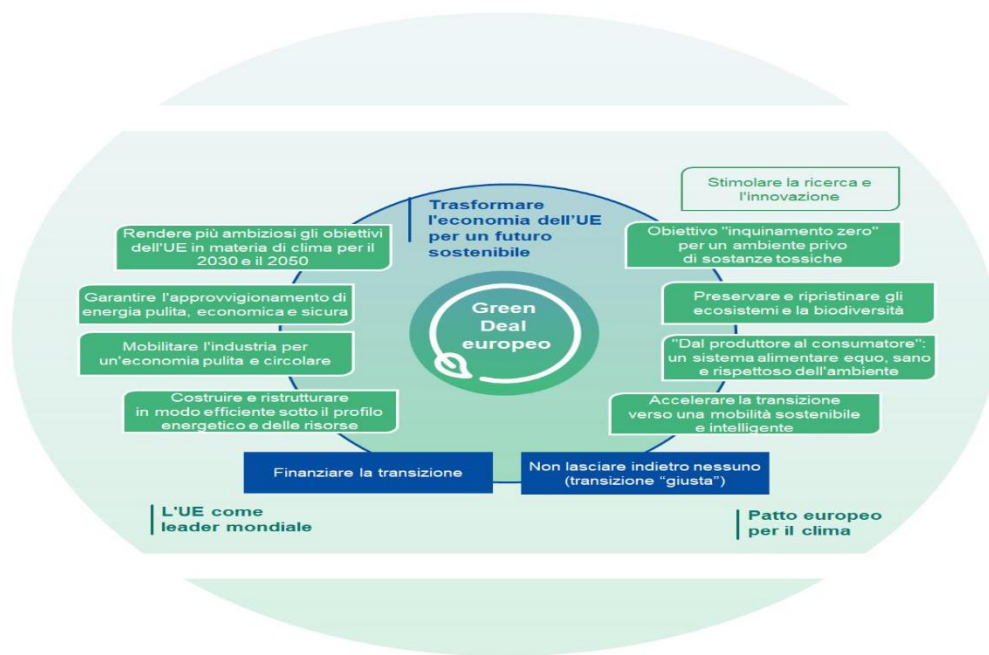 Trasformare
l'economia dell'UE
per un futuro
sostenibile
Stimolare la ricerca e
l'innovazione
Rendere più ambiziosi gli obiettivi
dell'UE in materia di clima per il
2030 e il 2050
Garantire l'approvvigionamento di
energia pulita, economica e sicura
Mobilitare l'industria per
un'economia pulita e circolare
Costruire e ristrutturare
in modo efficiente sotto il profilo
energetico e delle risorse
Green
Deal
europeo
Obiettivo "inquinamento zero"
per un ambiente privo
di sostanze tossiche
Preservare e ripristinare gli
ecosistemi e la biodiversità
"Dal produttore al consumatore":
un sistema alimentare equo, sano
e rispettoso dell'ambiente
Accelerare la transizione
verso una mobilità sostenibile
e intelligente
Finanziare la transizione
Non lasciare indietro nessuno
(transizione “giusta”)
L'UE come
leader mondiale
Patto europeo
per il clima